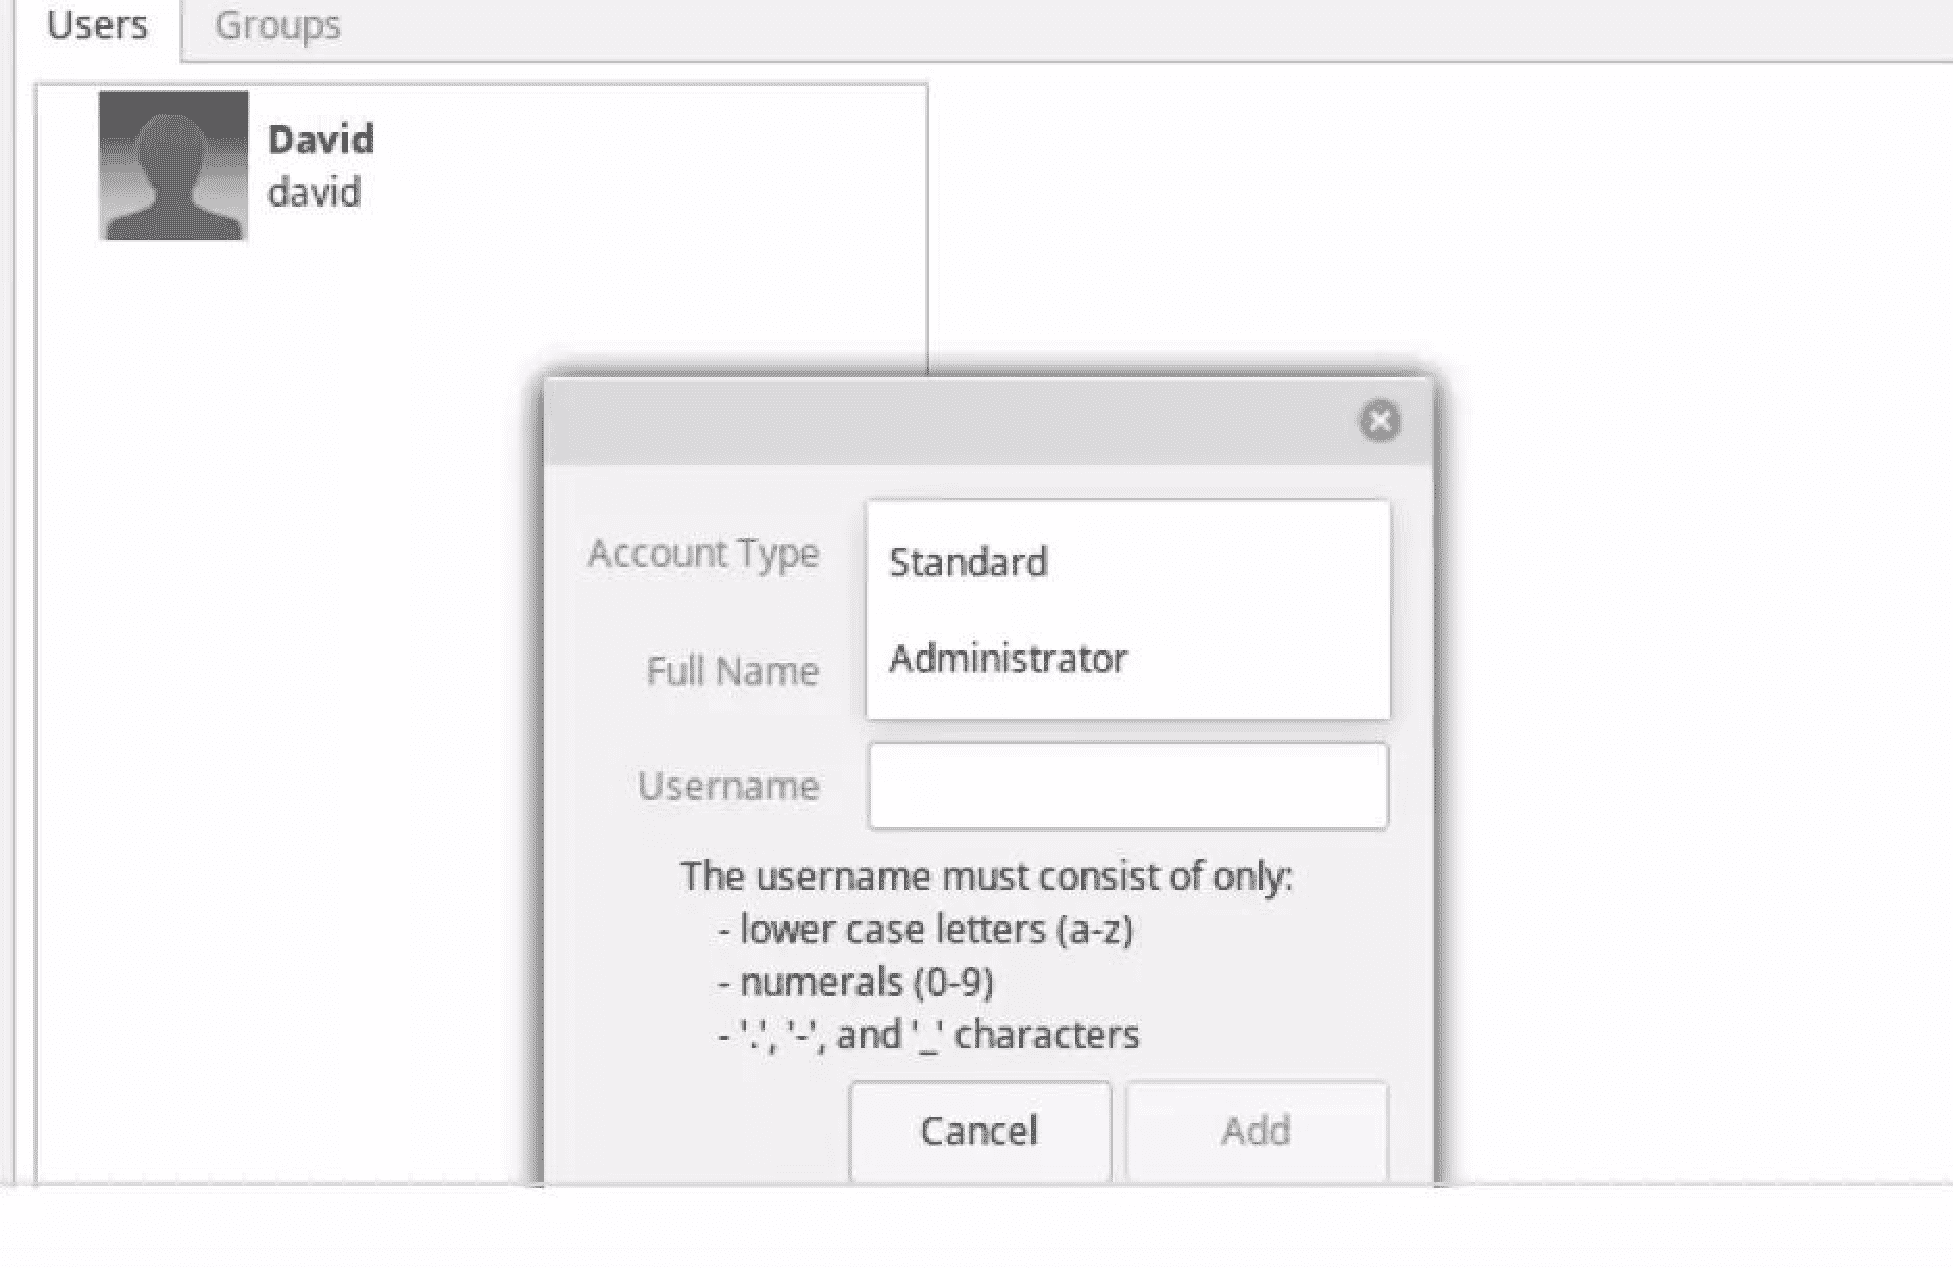 Users Groups
David
david
Account Type
Standard
Administrator
Full Name
Username
The username must consist of only:
- lower case letters (a-z)
- numerals (0-9)
- '.', '-', and '_' characters
Cancel Add